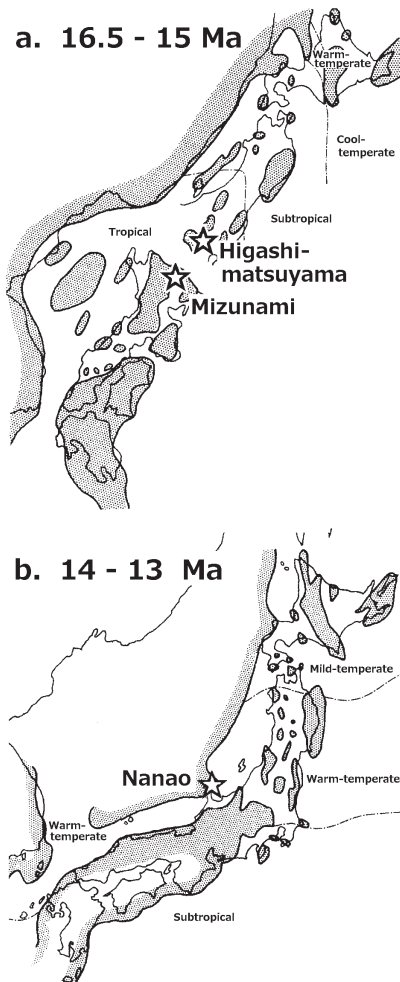 a. 16.5 - 15 Ma
Warm-
temperate
Cool-
temperate
Tropical
Subtropical
Higashi-
matsuyama
Mizunami
b. 14 - 13 Ma
Mild-temperate
Nanao
Warm-temperate
Warm-
temperate
Subtropical